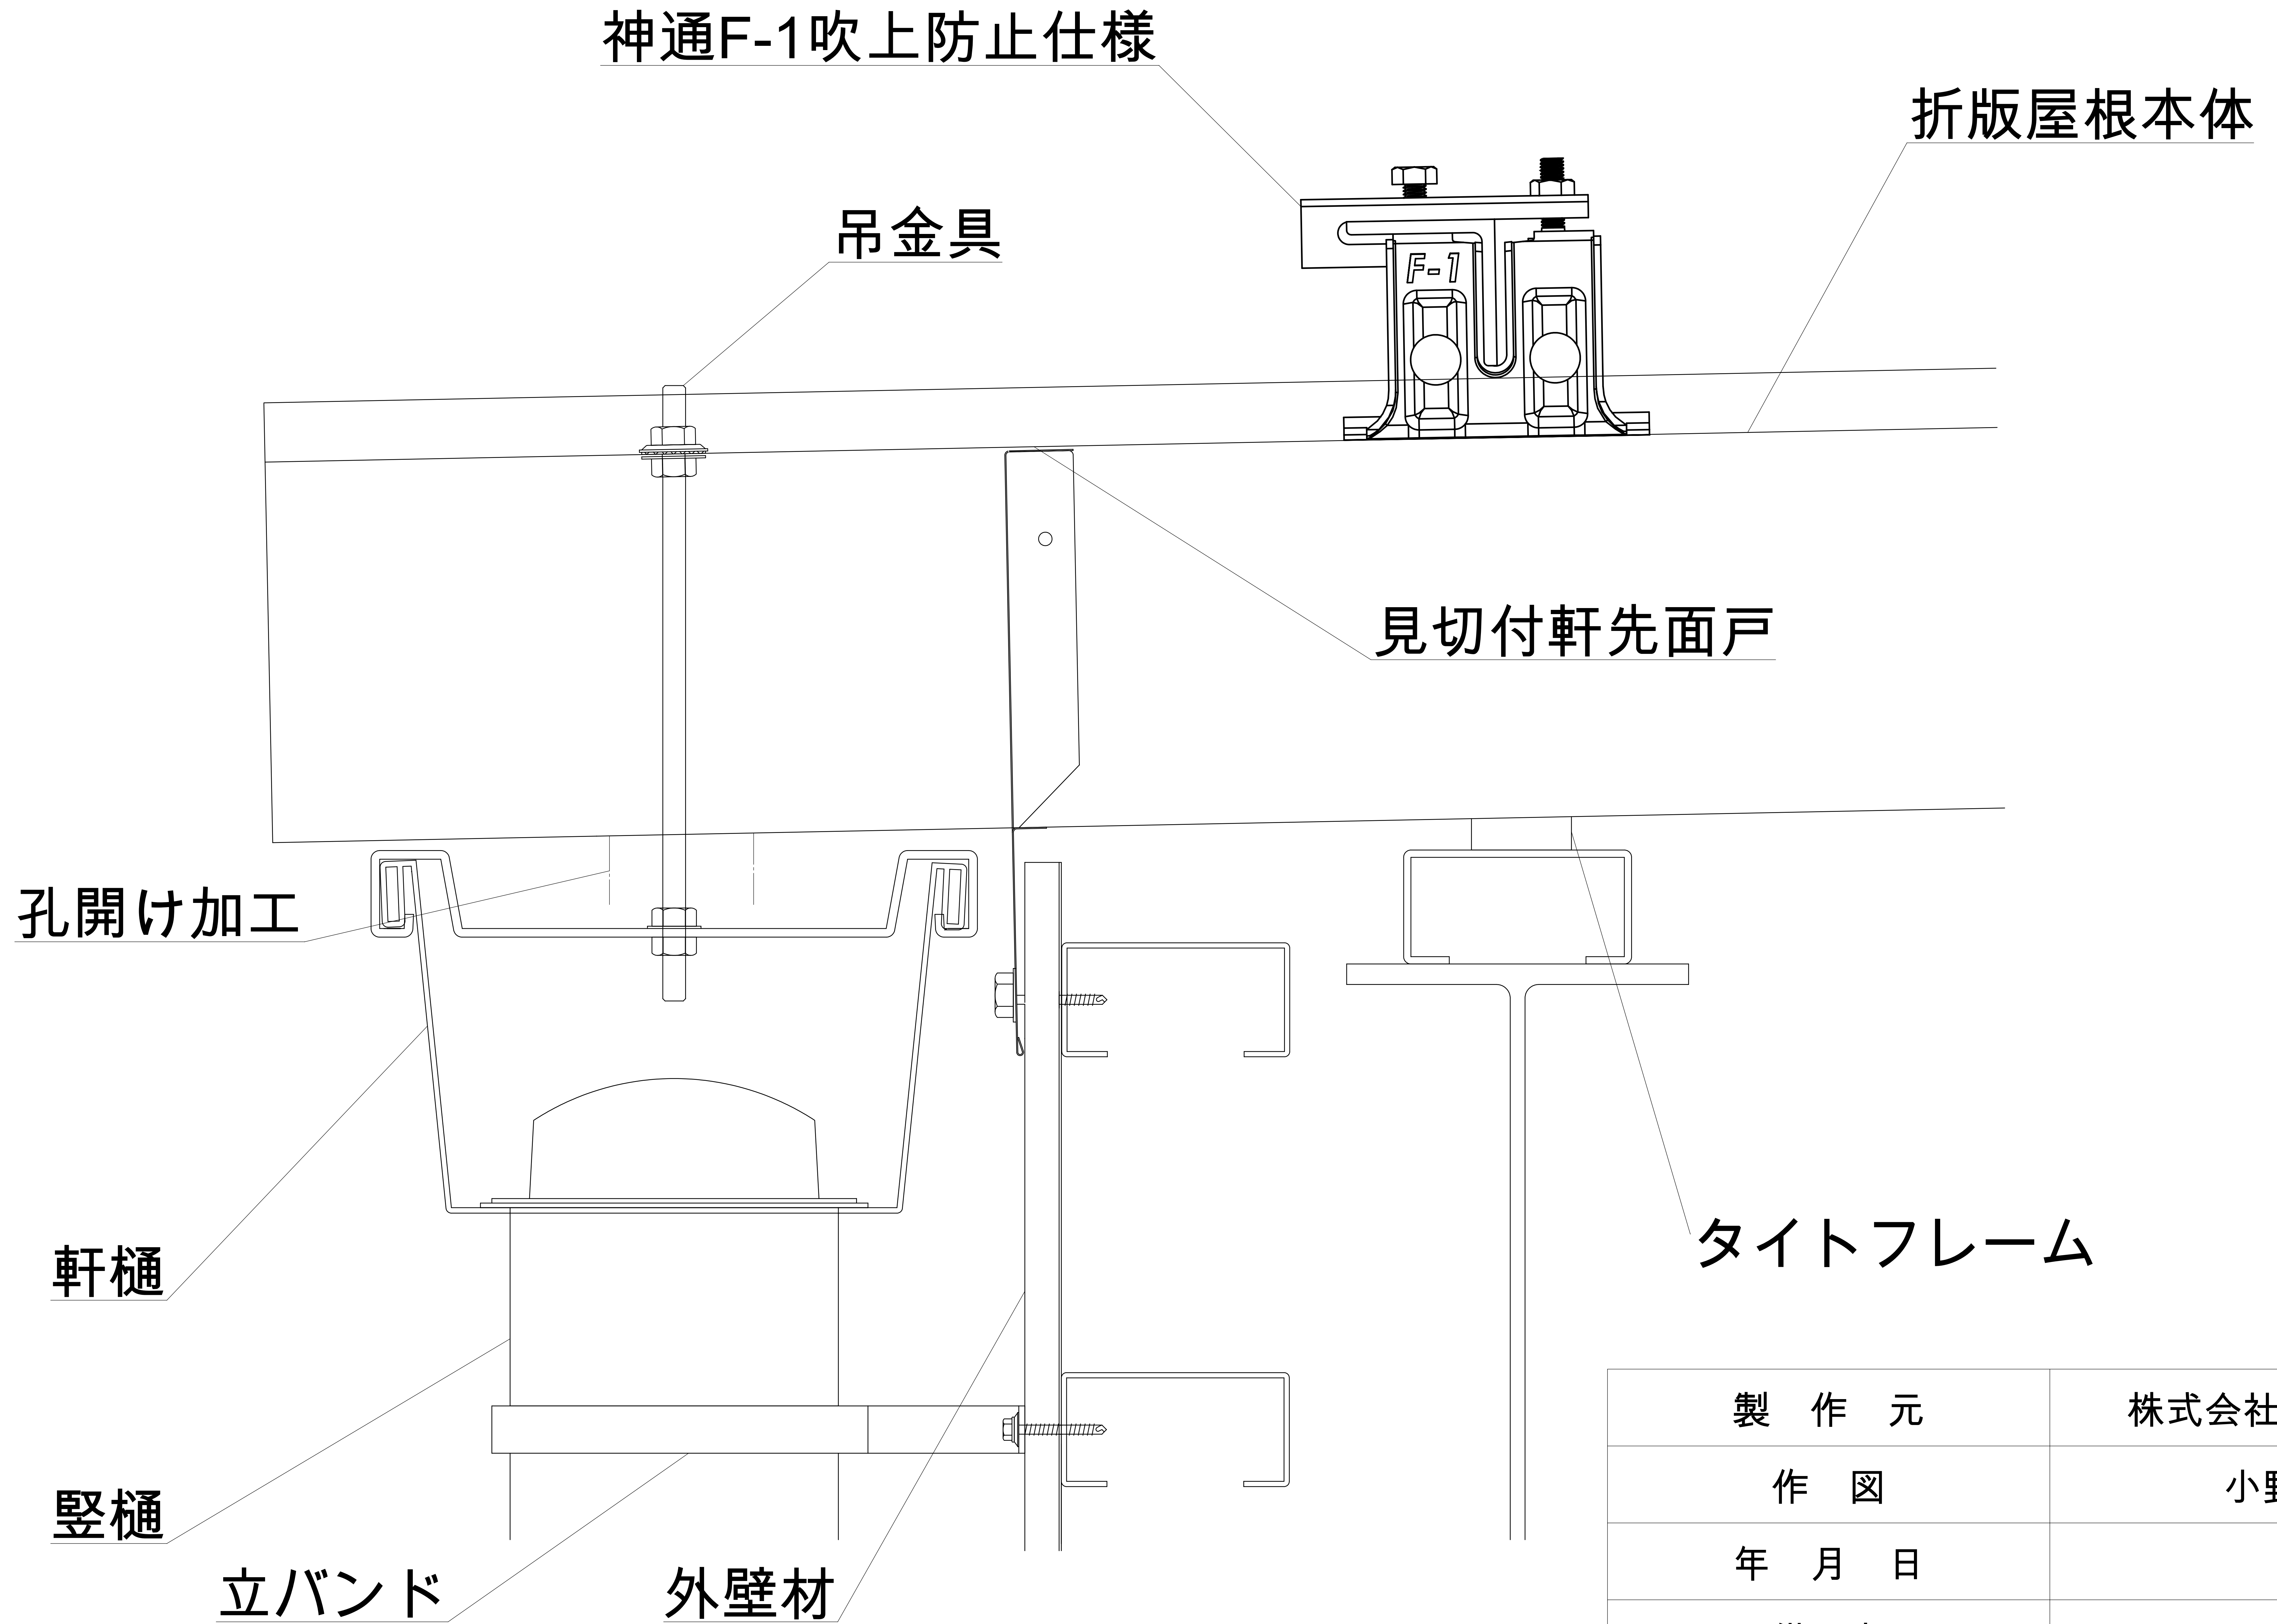 神通F-1吹上防止仕様
折版屋根本体
吊金具
F-1
見切付軒先面戸
孔開け加工
タイトフレーム
軒樋
竪樋
立バンド
外壁材
製 作 元 株式会社
作 図 小野
年 月 日